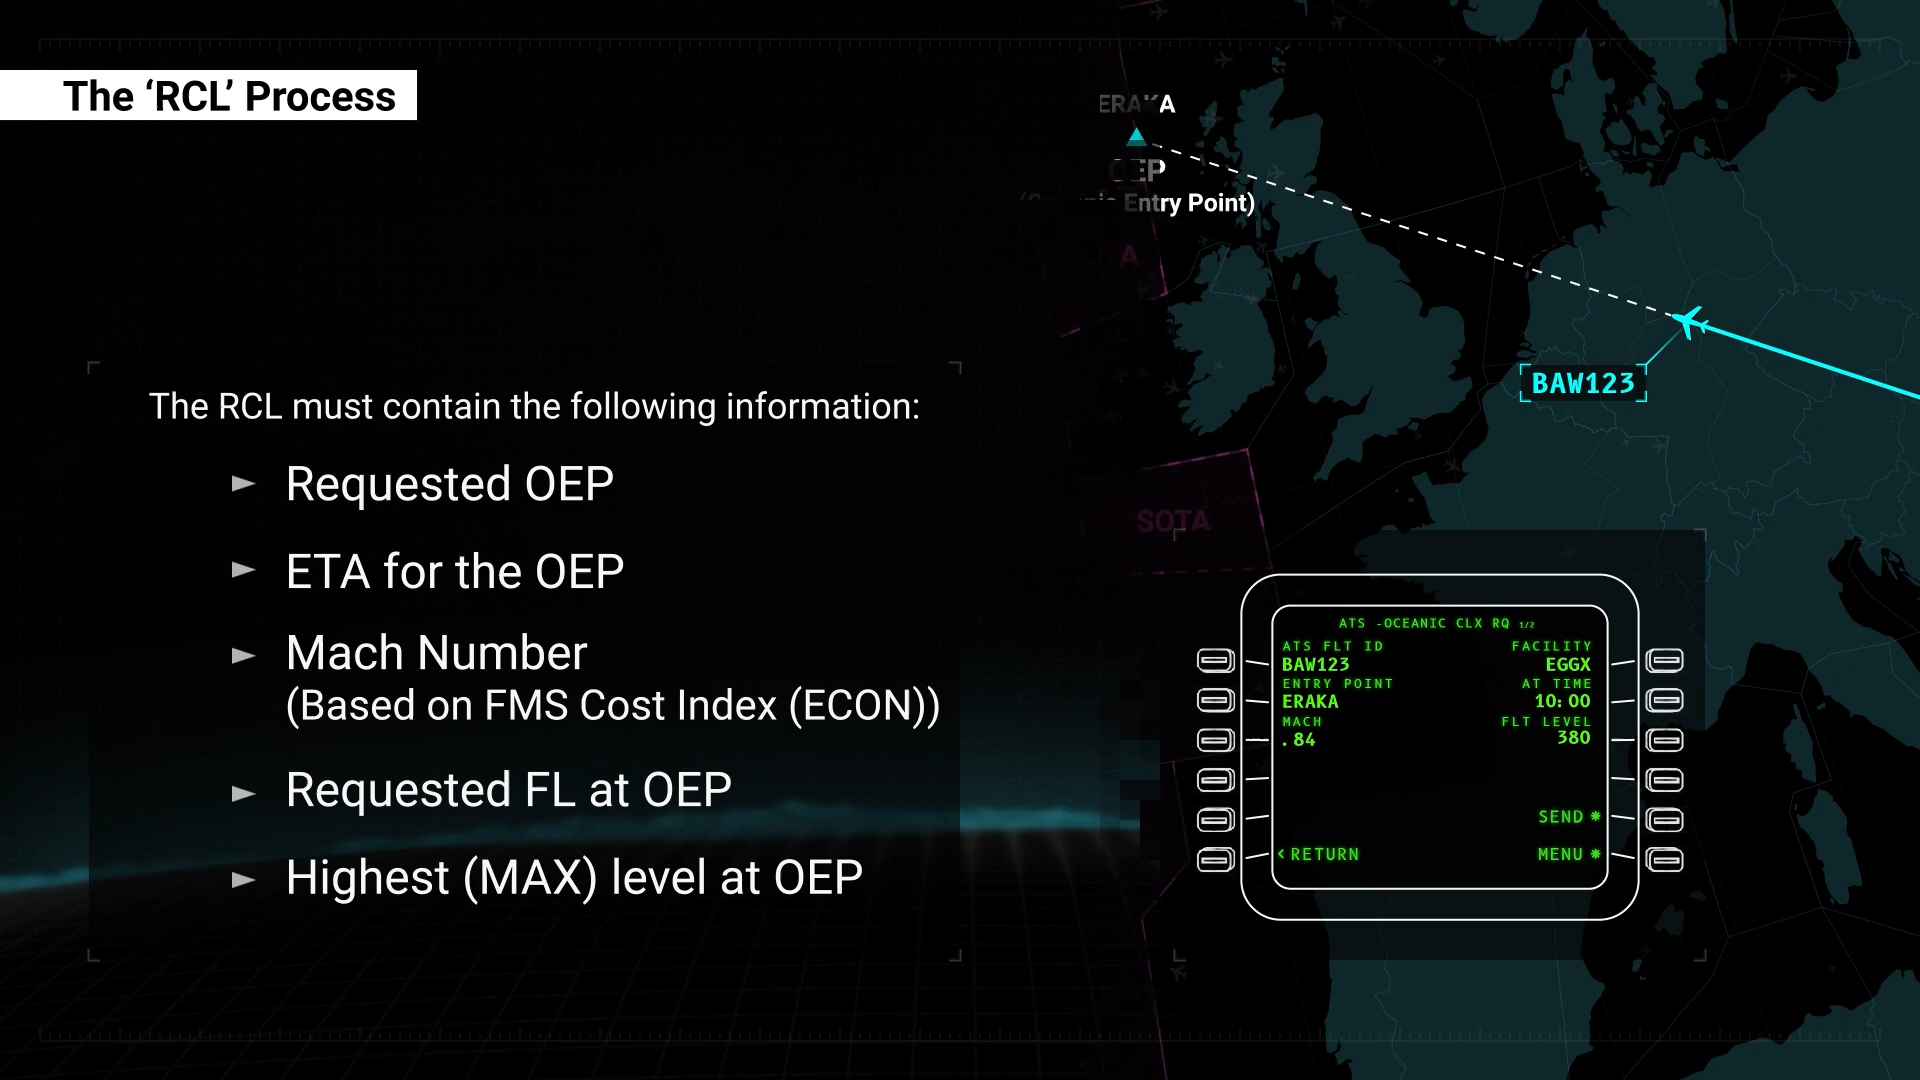 The ‘RCL’ Process
The RCL must contain the following information:
Requested OEP
ETA for the OEP
Mach Number
(Based on FMS Cost Index (ECON))
Requested FL at OEP
Highest (MAX) level at OEP
ERAKA
OEP
Entry Point)
BAW123
SOTA
ATS -OCEANIC CLX RQ 1/2
ATS FLT ID FACILITY
BAW123 EGGX
ENTRY POINT AT TIME
ERAKA 10:00
MACH FLT LEVEL
.84 380
SEND *
<RETURN MENU *